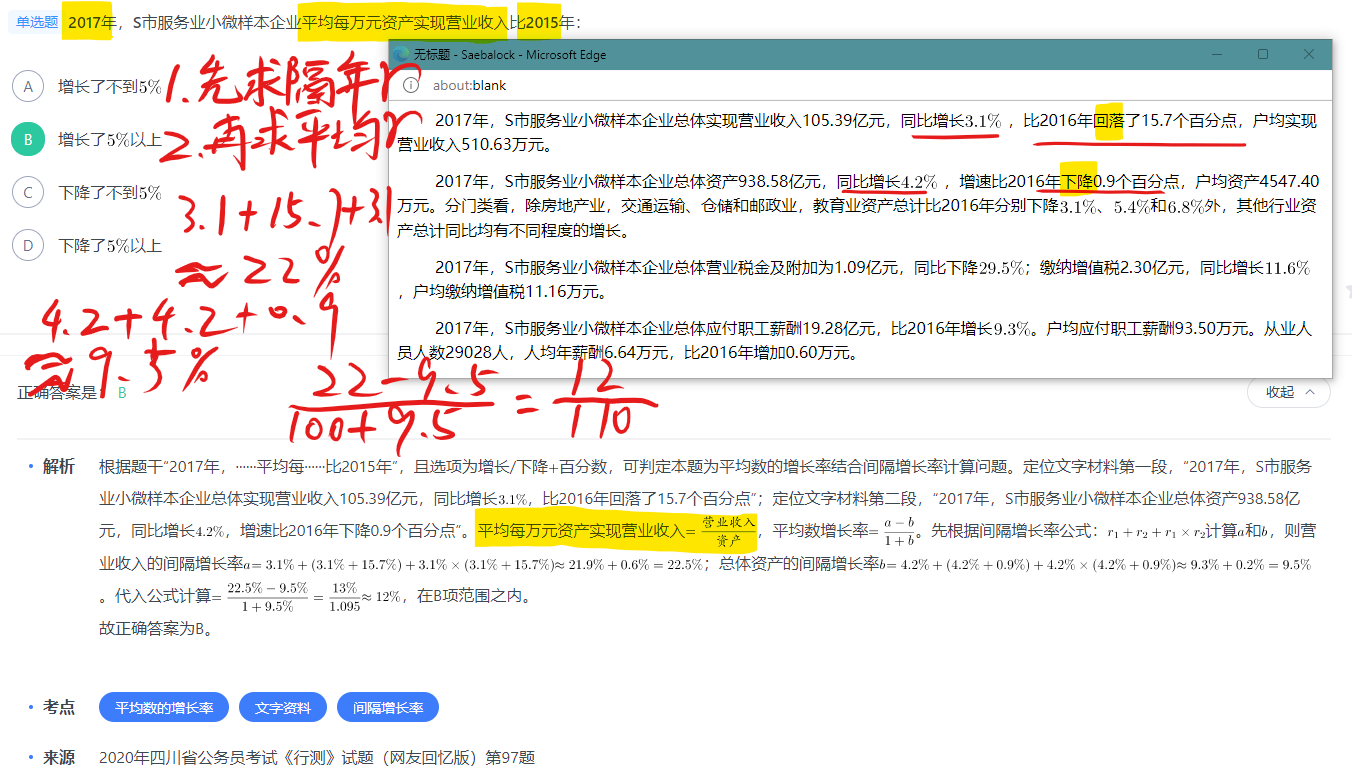 单选题 2017年，S市服务业小微样本企业平均每万元资产实现营业收入比2015年：
A 增长了不到5%
B 增长了5%以上
C 下降了不到5%
D 下降了5%以上
1.先求隔年r
2.再求平均r
3.1+15.7+3.1
≈22%
4.2+4.2+0.9
≈9.5%
22-9.5/100+9.5=12/110
无标题 - Saebalock - Microsoft Edge
about:blank
2017年，S市服务业小微样本企业总体实现营业收入105.39亿元，同比增长3.1%，比2016年回落了15.7个百分点，户均实现
营业收入510.63万元。
2017年，S市服务业小微样本企业总体资产938.58亿元，同比增长4.2%，增速比2016年下降0.9个百分点，户均资产4547.40
万元。分门类看，除房地产业，交通运输、仓储和邮政业，教育业资产总计比2016年分别下降3.1%、5.4%和6.8%外，其他行业资
产总计同比均有不同程度的增长。
2017年，S市服务业小微样本企业总体营业税金及附加为1.09亿元，同比下降29.5%；缴纳增值税2.30亿元，同比增长11.6%
，户均缴纳增值税11.16万元。
2017年，S市服务业小微样本企业总体应付职工薪酬19.28亿元，比2016年增长9.3%。户均应付职工薪酬93.50万元。从业人
员人数29028人，人均年薪酬6.64万元，比2016年增加0.60万元。
正确答案是：B
收起
解析 根据题干“2017年，……平均每……比2015年”，且选项为增长/下降+百分数，可判定本题为平均数的增长率结合间隔增长率计算问题。定位文字材料第一段，“2017年，S市服务
业小微样本企业总体实现营业收入105.39亿元，同比增长3.1%，比2016年回落了15.7个百分点”；定位文字材料第二段，“2017年，S市服务业小微样本企业总体资产938.58亿
元，同比增长4.2%，增速比2016年下降0.9个百分点”。平均每万元资产实现营业收入=营业收入/资产，平均数增长率=a-b/1+b。先根据间隔增长率公式：r₁+r₂+r₁×r₂计算a和b，则营
业收入的间隔增长率a=3.1%+(3.1%+15.7%)+3.1%×(3.1%+15.7%)≈21.9%+0.6%=22.5%；总体资产的间隔增长率b=4.2%+(4.2%+0.9%)+4.2%×(4.2%+0.9%)≈9.3%+0.2%=9.5%
。代入公式计算=22.5%-9.5%/1+9.5%=13%/1.095≈12%，在B项范围之内。
故正确答案为B。
考点 平均数的增长率 文字资料 间隔增长率
来源 2020年四川省公务员考试《行测》试题（网友回忆版）第97题